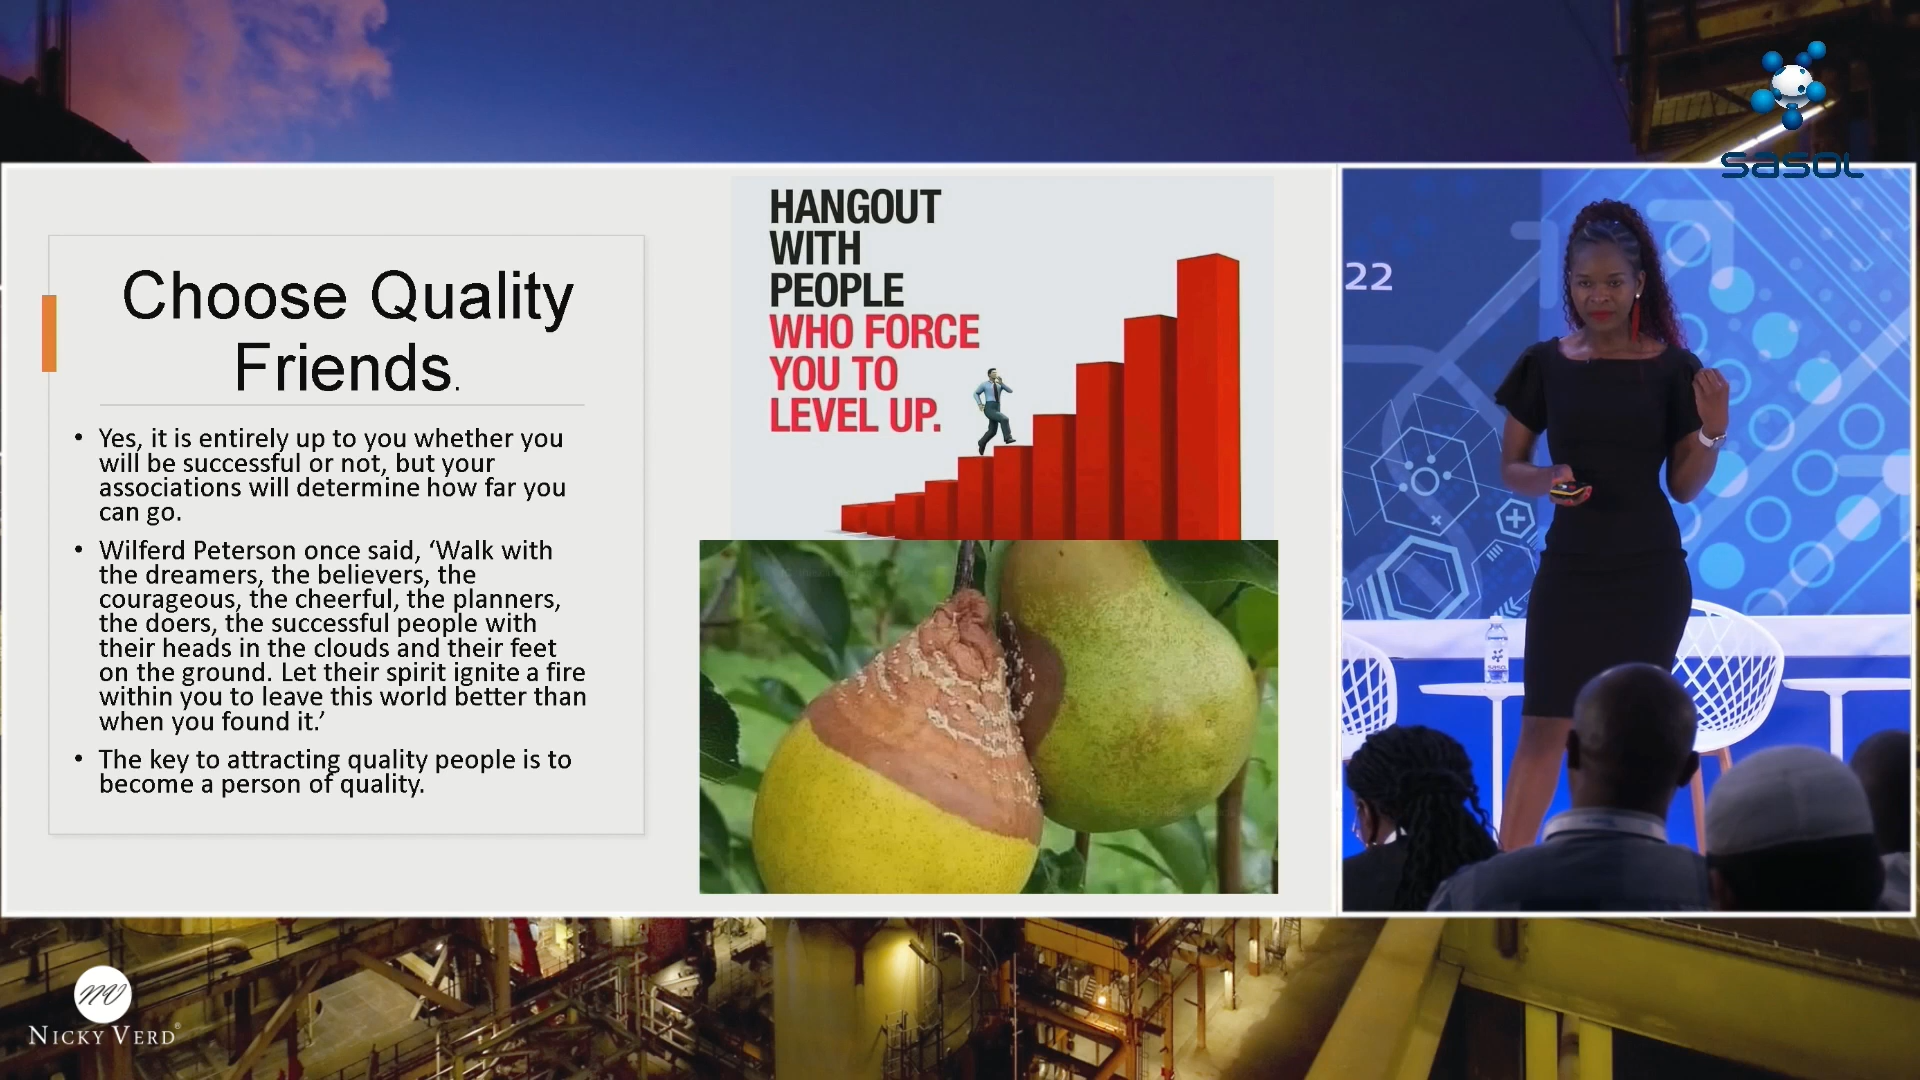 sasol
22
Choose Quality
Friends.
• Yes, it is entirely up to you whether you
will be successful or not, but your
associations will determine how far you
can go.
• Wilferd Peterson once said, ‘Walk with
the dreamers, the believers, the
courageous, the cheerful, the planners,
the doers, the successful people with
their heads in the clouds and their feet
on the ground. Let their spirit ignite a fire
within you to leave this world better than
when you found it.’
• The key to attracting quality people is to
become a person of quality.
HANGOUT
WITH
PEOPLE
WHO FORCE
YOU TO
LEVEL UP.
NV
NICKY VERD®